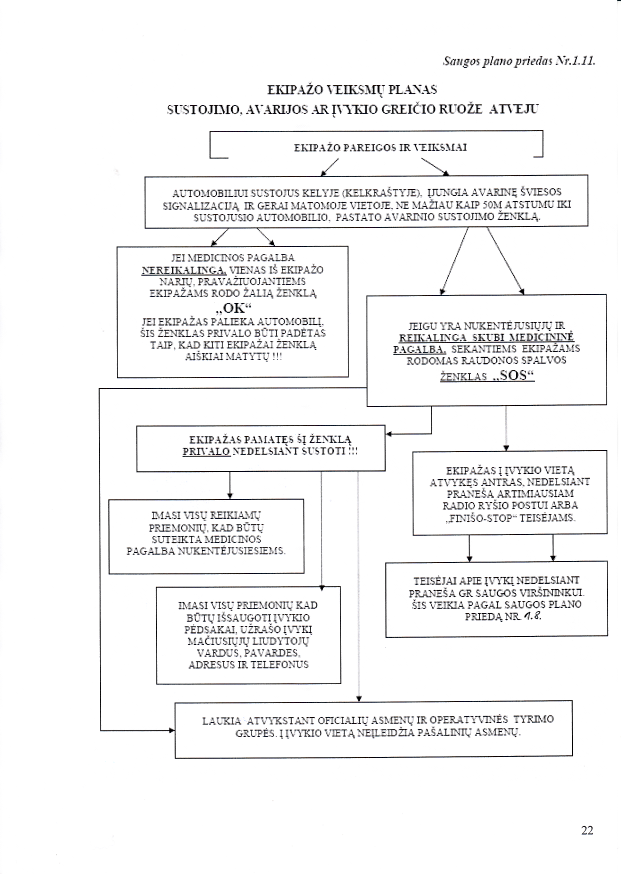 Saugos plano priedas Nr.1.11.
EKIPAŽO VEIKSMŲ PLANAS
SUSTOJIMO, AVARIJOS AR ĮVYKIO GREIČIO RUOŽE ATVEJU
EKIPAŽO PAREIGOS IR VEIKSMAI
AUTOMOBILIUI SUSTOJUS KELYJE (KELKRAŠTYJE), ĮJUNGIA AVARINĘ ŠVIESOS
SIGNALIZACIJĄ IR GERAI MATOMOJE VIETOJE, NE MAŽIAU KAIP 50M ATSTUMU IKI
SUSTOJUSIO AUTOMOBILIO, PASTATO AVARINIO SUSTOJIMO ŽENKLĄ.
JEI MEDICINOS PAGALBA
NEREIKALINGA, VIENAS IŠ EKIPAŽO
NARIŲ, PRAVAŽIUOJANTIEMS
EKIPAŽAMS RODO ŽALIĄ ŽENKLĄ
„OK“
JEI EKIPAŽAS PALIEKA AUTOMOBILĮ,
ŠIS ŽENKLAS PRIVALO BŪTI PADĖTAS
TAIP, KAD KITI EKIPAŽAI ŽENKLĄ
AIŠKIAI MATYTŲ !!!
JEIGU YRA NUKENTĖJUSIŲJŲ IR
REIKALINGA SKUBI MEDICININĖ
PAGALBA, SEKANTIEMS EKIPAŽAMS
RODOMAS RAUDONOS SPALVOS
ŽENKLAS „SOS“
EKIPAŽAS PAMATĘS ŠĮ ŽENKLĄ
PRIVALO NEDELSIANT SUSTOTI !!!
EKIPAŽAS Į ĮVYKIO VIETĄ
ATVYKĘS ANTRAS, NEDELSIANT
PRANEŠA ARTIMIAUSIAM
RADIO RYŠIO POSTUI ARBA
„FINIŠO-STOP“ TEISĖJAMS.
IMASI VISŲ REIKIAMŲ
PRIEMONIŲ, KAD BŪTŲ
SUTEIKTA MEDICINOS
PAGALBA NUKENTĖJUSIESIEMS.
TEISĖJAI APIE ĮVYKĮ NEDELSIANT
PRANEŠA GR SAUGOS VIRŠININKUI.
ŠIS VEIKIA PAGAL SAUGOS PLANO
PRIEDĄ NR. 1.8.
IMASI VISŲ PRIEMONIŲ KAD
BŪTŲ IŠSAUGOTI ĮVYKIO
PĖDSAKAI, UŽRAŠO ĮVYKĮ
MAČIUSIŲJŲ LIUDYTOJŲ
VARDUS, PAVARDES,
ADRESUS IR TELEFONUS
LAUKIA ATVYKSTANT OFICIALIŲ ASMENŲ IR OPERATYVINĖS TYRIMO
GRUPĖS. Į ĮVYKIO VIETĄ NEĮLEIDŽIA PAŠALINIŲ ASMENŲ.
22